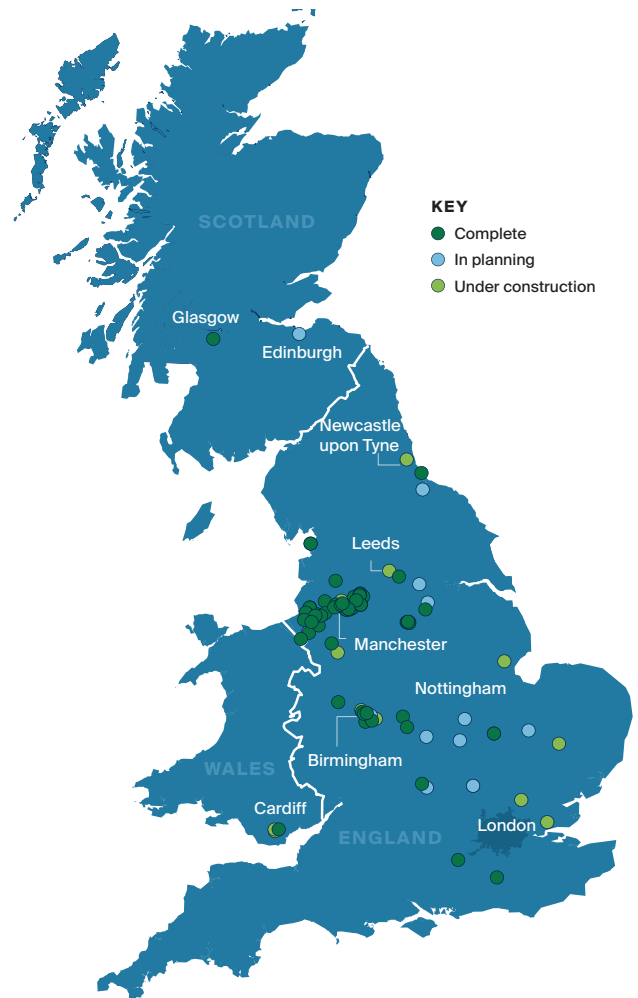 KEY
Complete
In planning
Under construction
SCOTLAND
Glasgow
Edinburgh
Newcastle
upon Tyne
Leeds
Manchester
Nottingham
Birmingham
WALES
Cardiff
London
ENGLAND